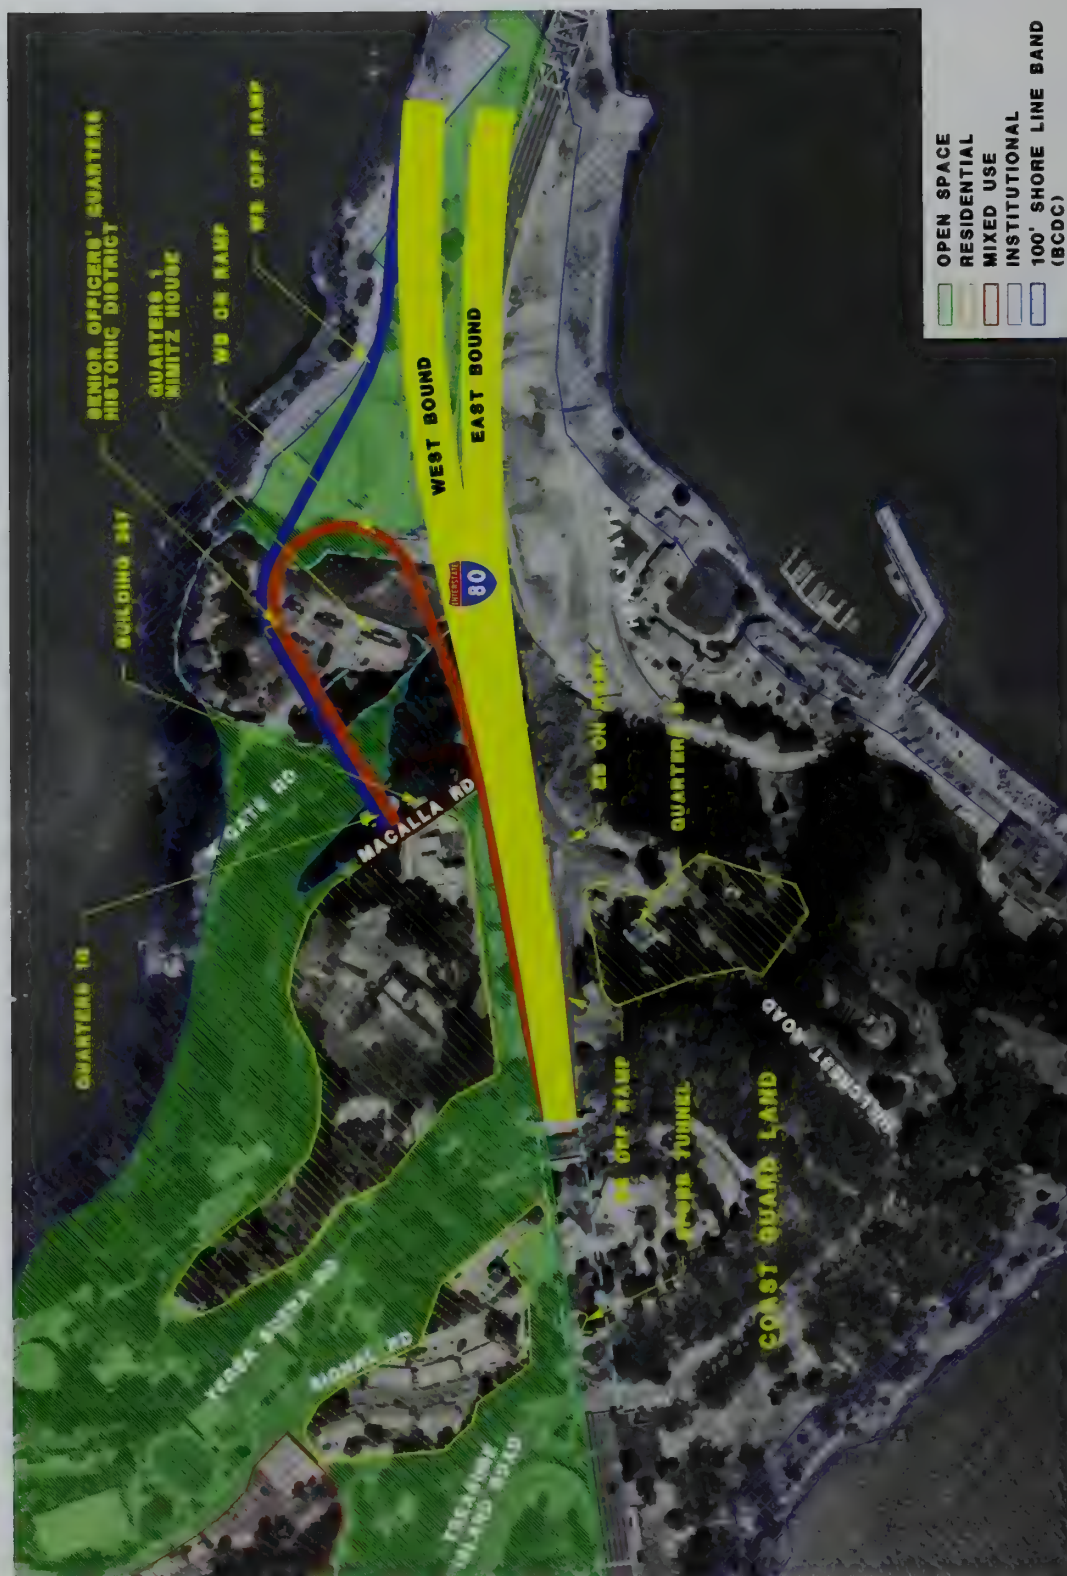 SENIOR OFFICERS' QUARTERS
HISTORIC DISTRICT
QUARTERS 1
NIMITZ HOUSE
WB ON RAMP
WB OFF RAMP
BUILDING 267
QUARTERS 10
GATE RD
MACALLA RD
WEST BOUND
EAST BOUND
INTERSTATE
80
EB ON RAMP
QUARTERS 8
EB OFF RAMP
TUNNEL
COAST GUARD LAND
HILLCREST ROAD
YERBA BUENA RD
SIGNAL RD
TREASURE
ISLAND ROAD
OPEN SPACE
RESIDENTIAL
MIXED USE
INSTITUTIONAL
100' SHORE LINE BAND
(BCDC)